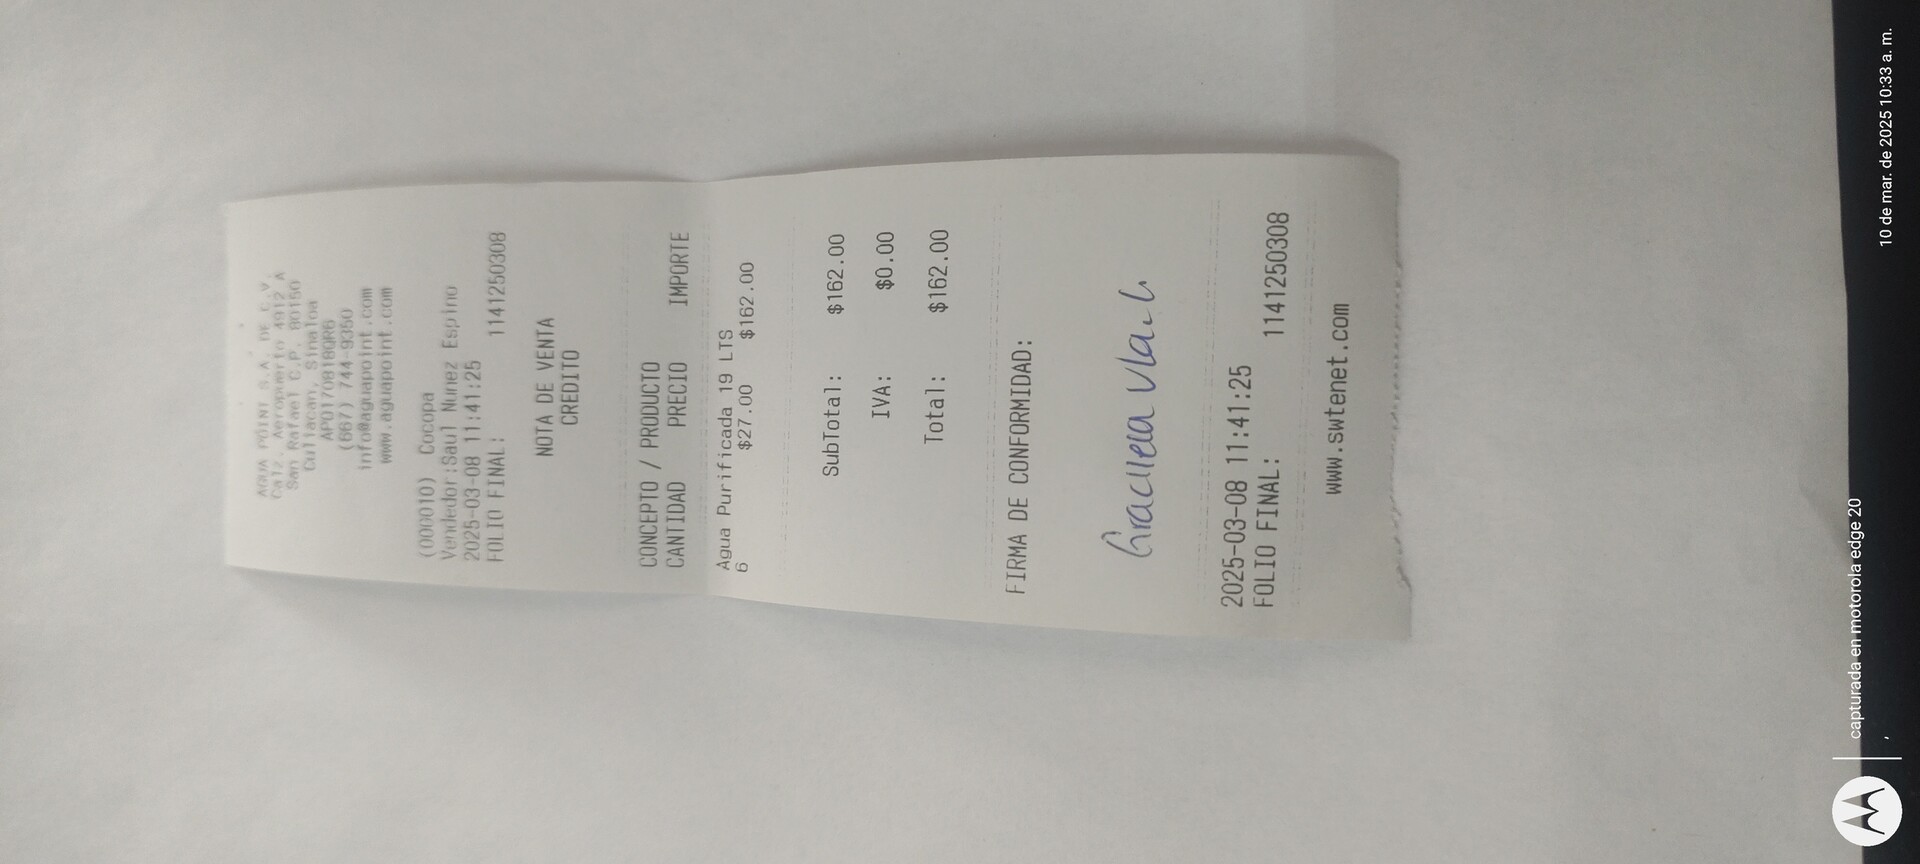 AGUA POINT S.A. DE C.V.
Calz. Aeropuerto 4912 A
San Rafael C.P. 80150
Culiacan, Sinaloa
APO170818QR6
(667) 744-9350
info@aguapoint.com
www.aguapoint.com
(000010) Cocopa
Vendedor:Saul Nunez Espino
2025-03-08 11:41:25
FOLIO FINAL: 1141250308
NOTA DE VENTA
CREDITO
CONCEPTO / PRODUCTO
CANTIDAD PRECIO IMPORTE
Agua Purificada 19 LTS
6 $27.00 $162.00
SubTotal: $162.00
IVA: $0.00
Total: $162.00
FIRMA DE CONFORMIDAD:
Graciela
2025-03-08 11:41:25
FOLIO FINAL: 1141250308
www.swtenet.com
capturada en motorola edge 20
10 de mar. de 2025 10:33 a. m.